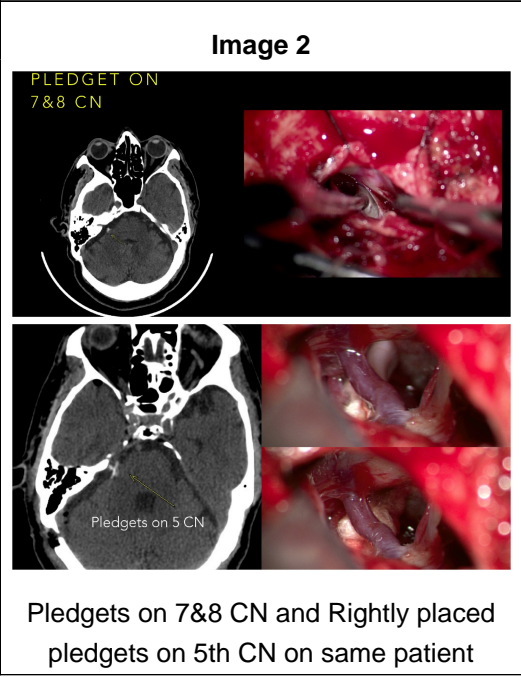 Image 2
PLEDGET ON
7&8 CN
Pledgets on 5 CN
Pledgets on 7&8 CN and Rightly placed
pledgets on 5th CN on same patient